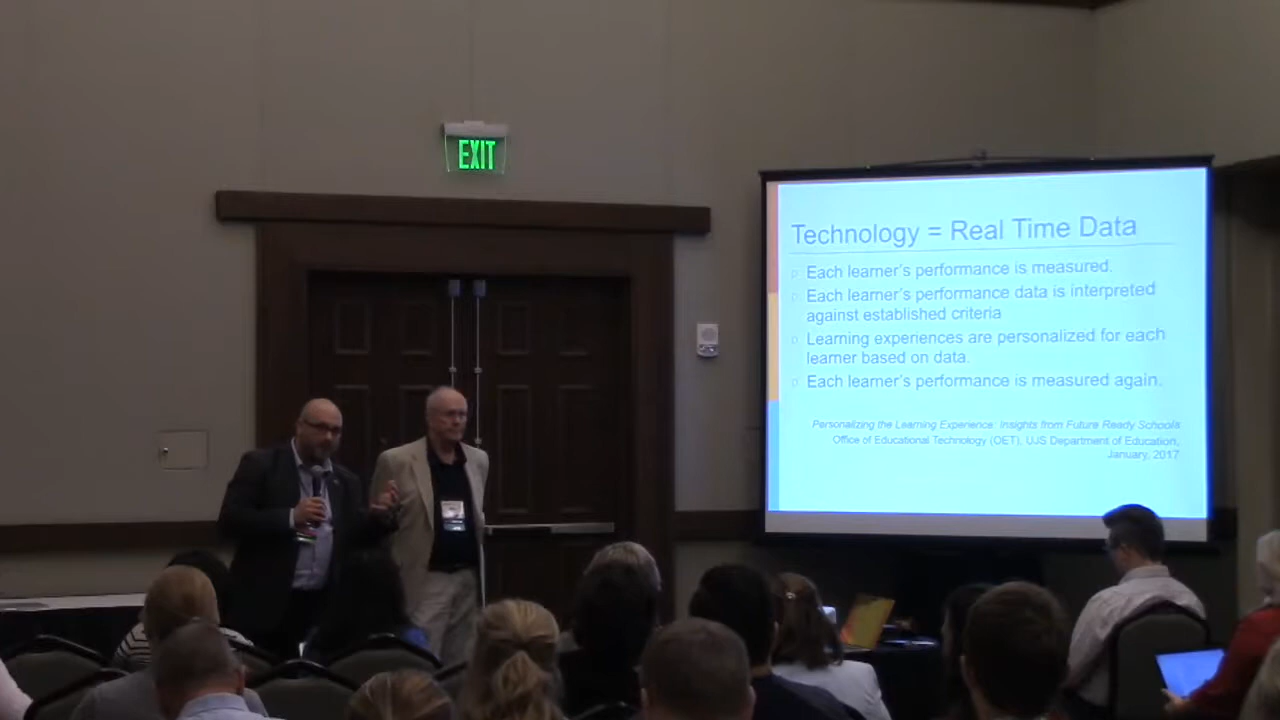 EXIT
Technology = Real Time Data
Each learner's performance is measured.
Each learner's performance data is interpreted
against established criteria
Learning experiences are personalized for each
learner based on data.
Each learner's performance is measured again.
Personalizing the Learning Experience: Insights from Future Ready Schools
Office of Educational Technology (OET), US Department of Education,
January, 2017